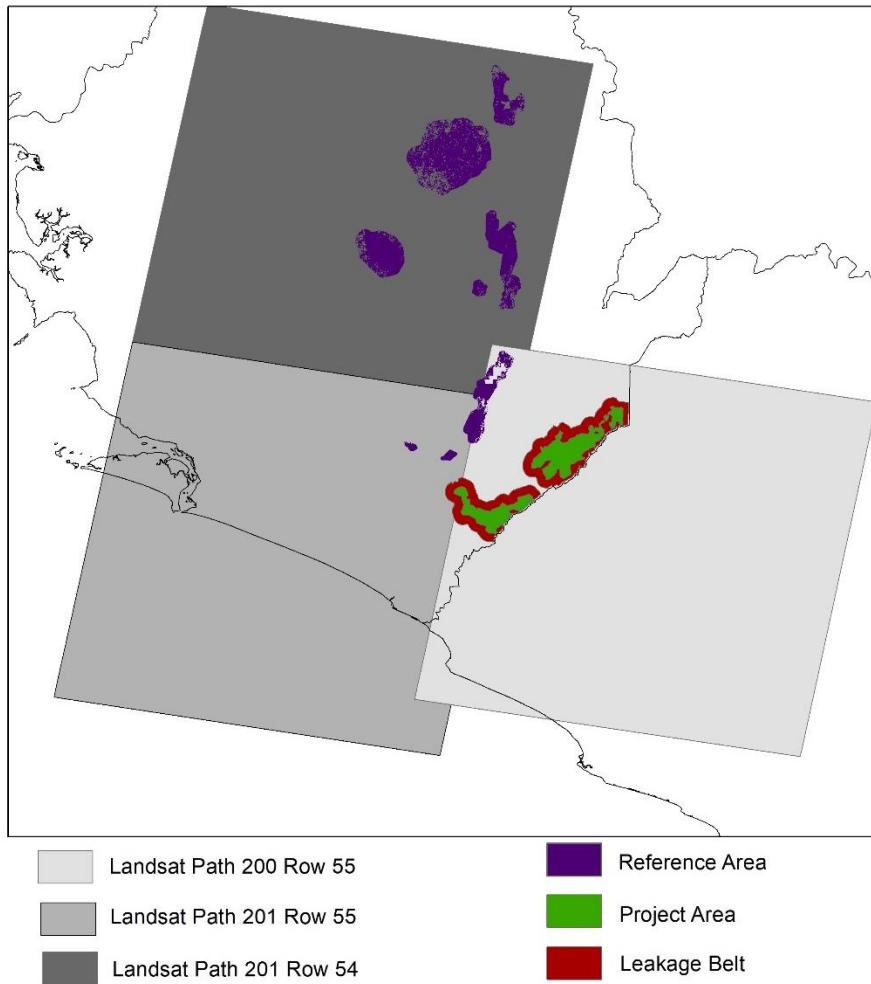 Landsat Path 200 Row 55
Landsat Path 201 Row 55
Landsat Path 201 Row 54
Reference Area
Project Area
Leakage Belt